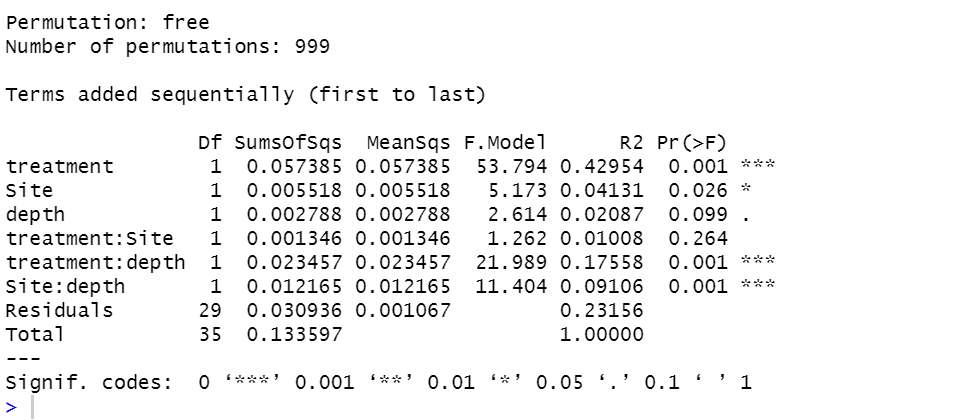 Permutation: free
Number of permutations: 999
Terms added sequentially (first to last)
Df SumsOfSqs MeanSqs F.Model R2 Pr(>F)
treatment 1 0.057385 0.057385 53.794 0.42954 0.001 ***
Site 1 0.005518 0.005518 5.173 0.04131 0.026 *
depth 1 0.002788 0.002788 2.614 0.02087 0.099 .
treatment:Site 1 0.001346 0.001346 1.262 0.01008 0.264
treatment:depth 1 0.023457 0.023457 21.989 0.17558 0.001 ***
Site:depth 1 0.012165 0.012165 11.404 0.09106 0.001 ***
Residuals 29 0.030936 0.001067 0.23156
Total 35 0.133597 1.00000
---
Signif. codes: 0 ‘***’ 0.001 ‘**’ 0.01 ‘*’ 0.05 ‘.’ 0.1 ‘ ’ 1
>